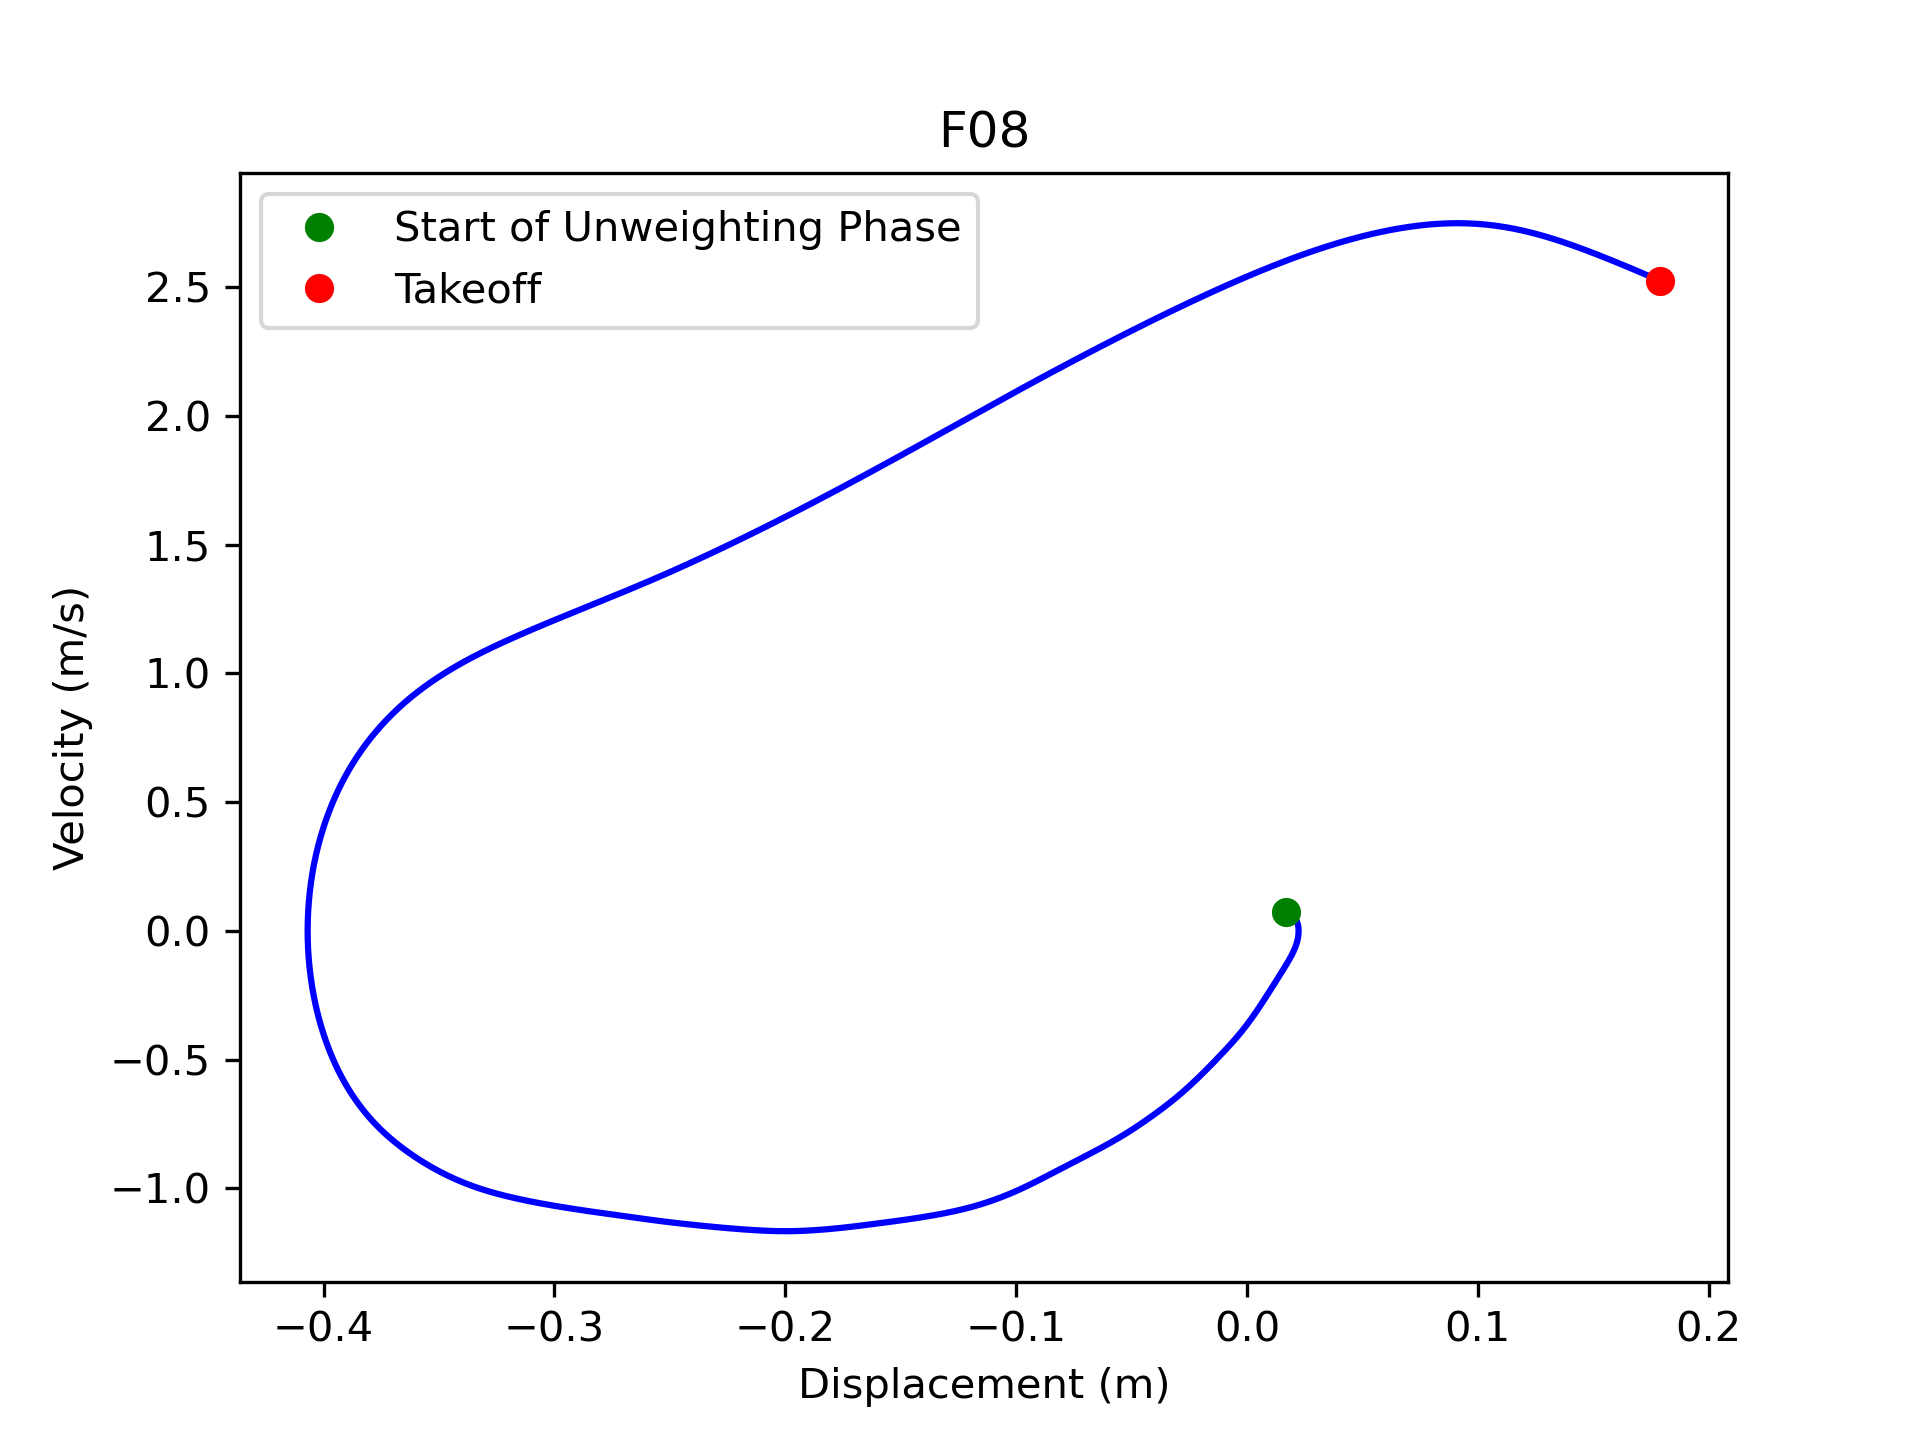 F08
Start of Unweighting Phase
Takeoff
2.5
2.0
1.5
1.0
0.5
0.0
−0.5
−1.0
Velocity (m/s)
−0.4 −0.3 −0.2 −0.1 0.0 0.1 0.2
Displacement (m)